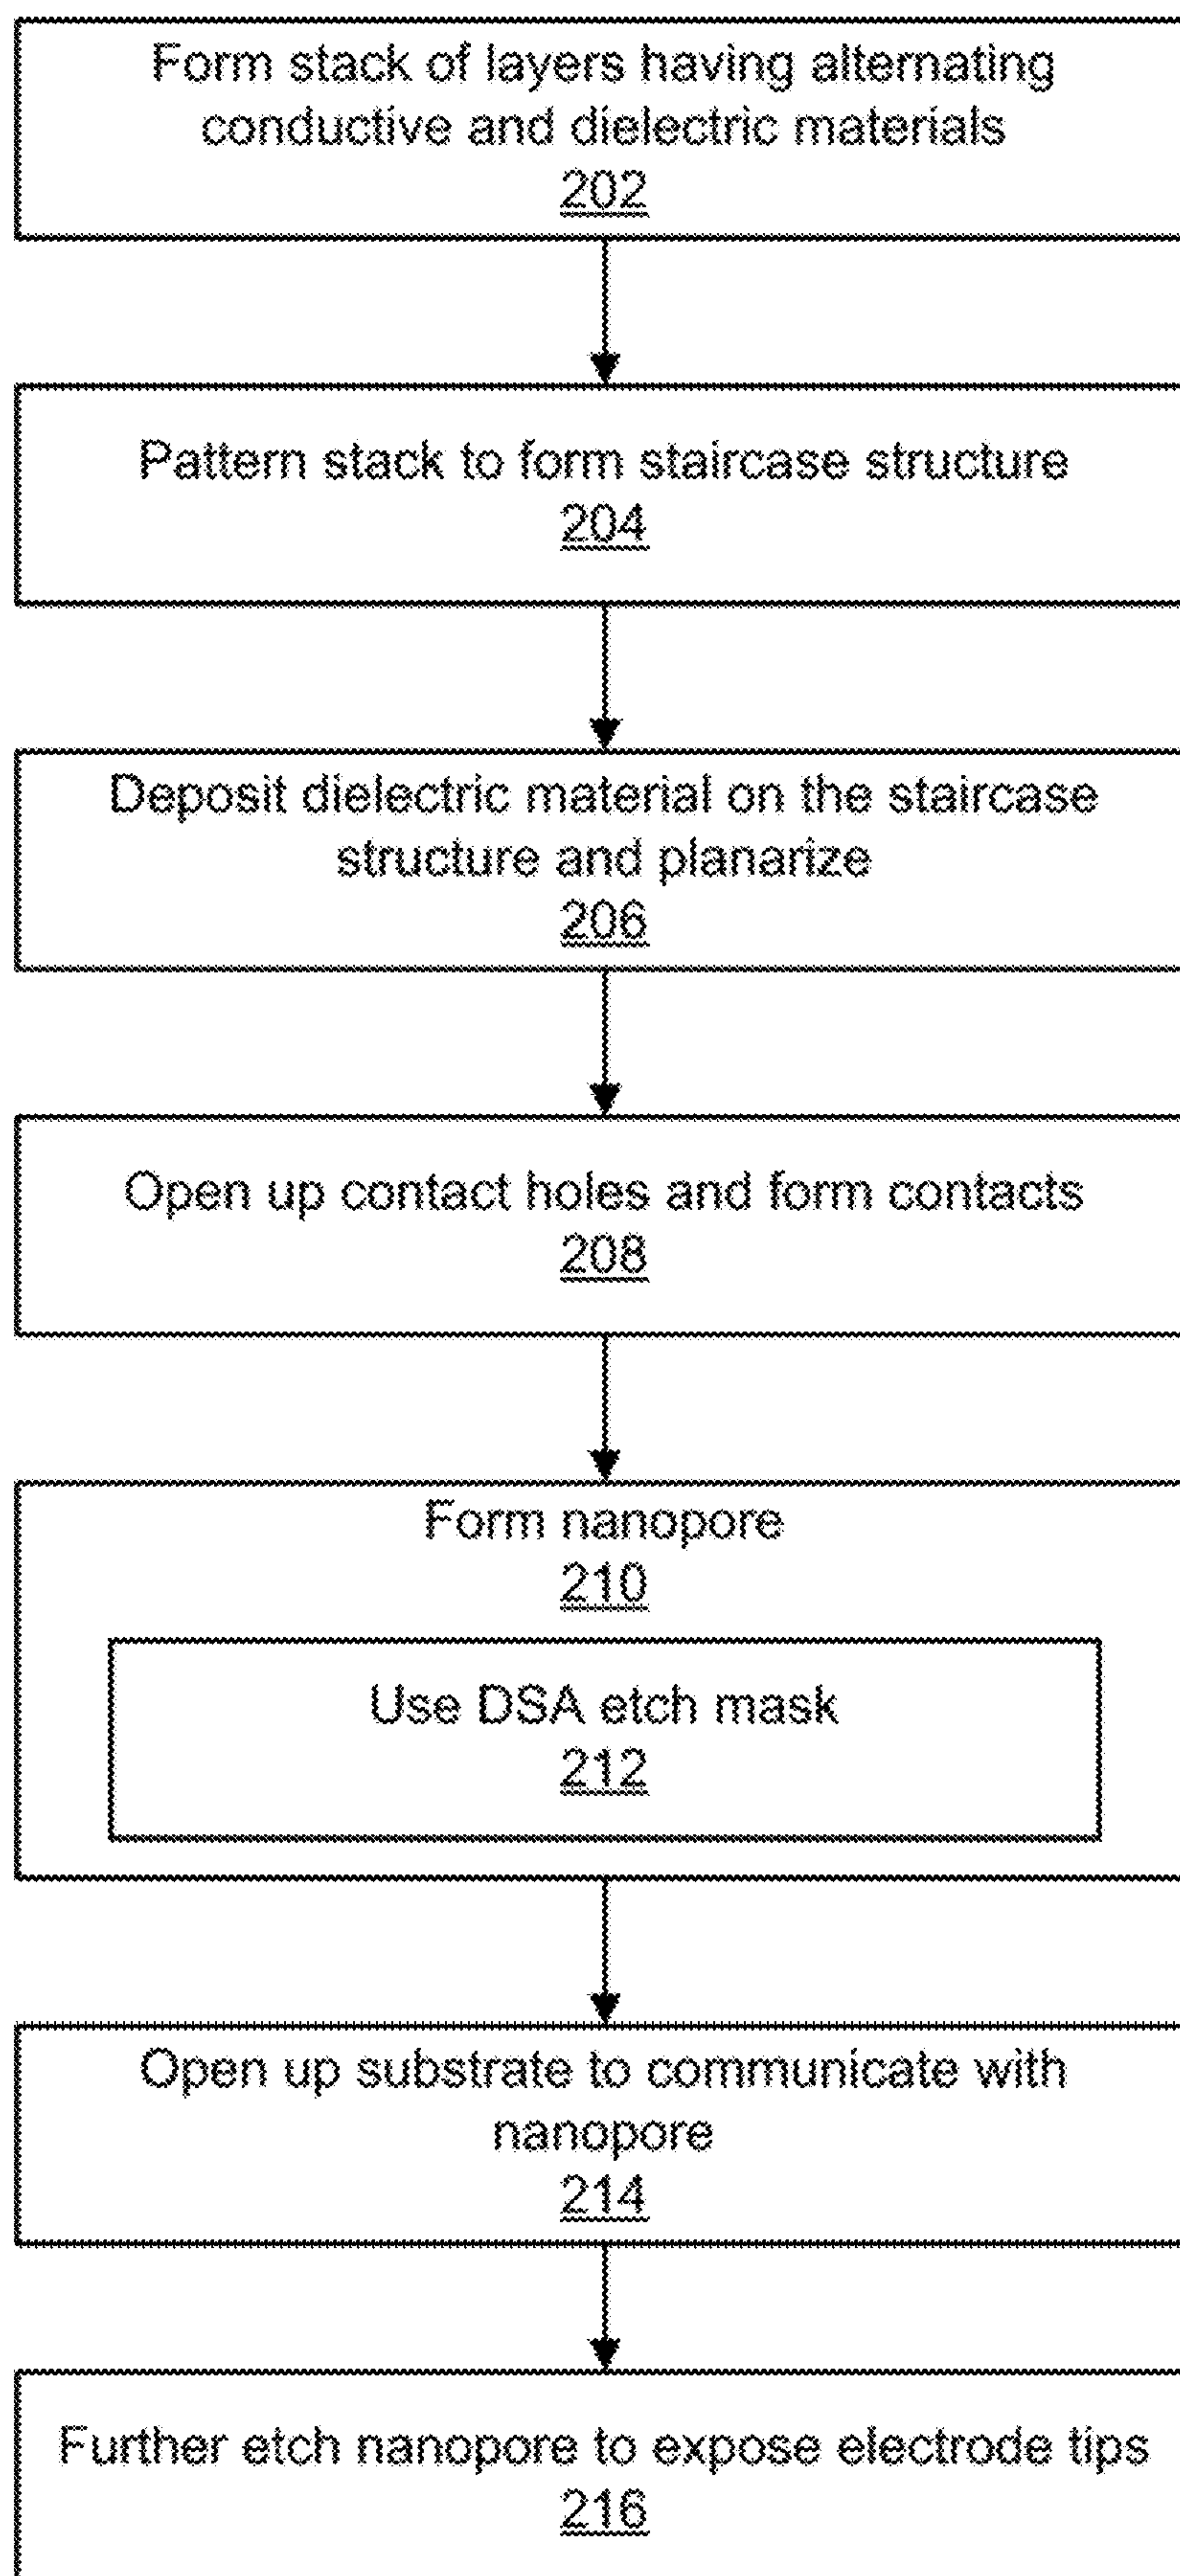 Form stack of layers having alternating
conductive and dielectric materials
202
Pattern stack to form staircase structure
204
Deposit dielectric material on the staircase
structure and planarize
206
Open up contact holes and form contacts
208
Form nanopore
210
Use DSA etch mask
212
Open up substrate to communicate with
nanopore
214
Further etch nanopore to expose electrode tips
216